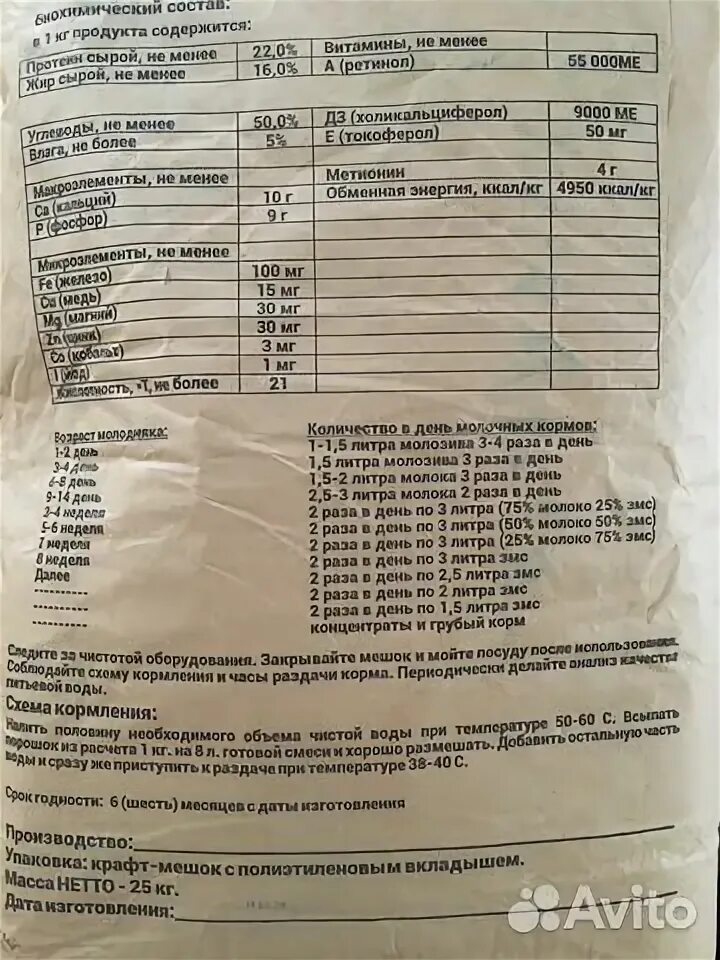 Биохимический состав:
в 1 кг продукта содержится:
Протеин сырой, не менее 22,0% Витамины, не менее
Жир сырой, не менее 16,0% А (ретинол) 55 000МЕ
Углеводы, не менее 50,0% Д3 (холикальциферол) 9000 МЕ
Влага, не более 5% Е (токоферол) 50 мг
Макроэлементы, не менее Метионин 4 г
Са (кальций) 10 г Обменная энергия, ккал/кг 4950 ккал/кг
Р (фосфор) 9 г
Микроэлементы, не менее
Fe (железо) 100 мг
Cu (медь) 15 мг
Mg (магний) 30 мг
Zn (цинк) 30 мг
Co (кобальт) 3 мг
I (йод) 1 мг
Кислотность, °Т, не более 21
Возраст молодняка: Количество в день молочных кормов:
1-2 день 1-1,5 литра молозива 3-4 раза в день
3-4 день 1,5 литра молозива 3 раза в день
6-8 день 1,5-2 литра молока 3 раза в день
9-14 день 2,5-3 литра молока 2 раза в день
2-4 неделя 2 раза в день по 3 литра (75% молоко 25% змс)
5-6 неделя 2 раза в день по 3 литра (50% молоко 50% змс)
7 неделя 2 раза в день по 3 литра (25% молоко 75% змс)
8 неделя 2 раза в день по 3 литра змс
Далее 2 раза в день по 2,5 литра змс
---------- 2 раза в день по 2 литра змс
---------- 2 раза в день по 1,5 литра змс
---------- концентраты и грубый корм
Следите за чистотой оборудования. Закрывайте мешок и мойте посуду после использования.
Соблюдайте схему кормления и часы раздачи корма. Периодически делайте анализ качества
питьевой воды.
Схема кормления:
Налить половину необходимого объема чистой воды при температуре 50-60 С. Всыпать
порошок из расчета 1 кг. на 8 л. готовой смеси и хорошо размешать. Добавить остальную часть
воды и сразу же приступить к раздаче при температуре 38-40 С.
Срок годности: 6 (шесть) месяцев с даты изготовления
Производство:
Упаковка: крафт-мешок с полиэтиленовым вкладышем.
Масса НЕТТО - 25 кг.
Дата изготовления:
Avito